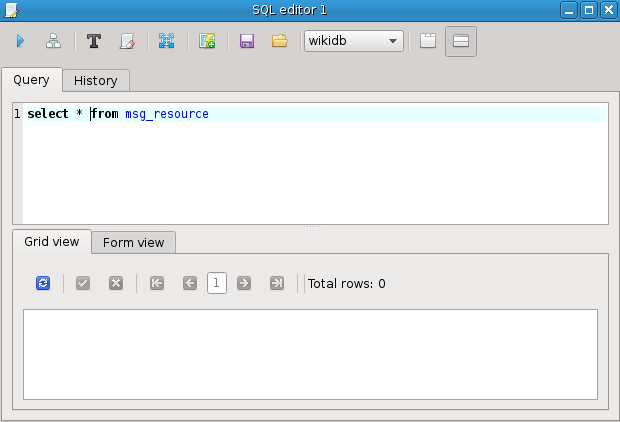 SQL editor 1
wikidb
Query History
1 select * from msg_resource
Grid view Form view
1 Total rows: 0